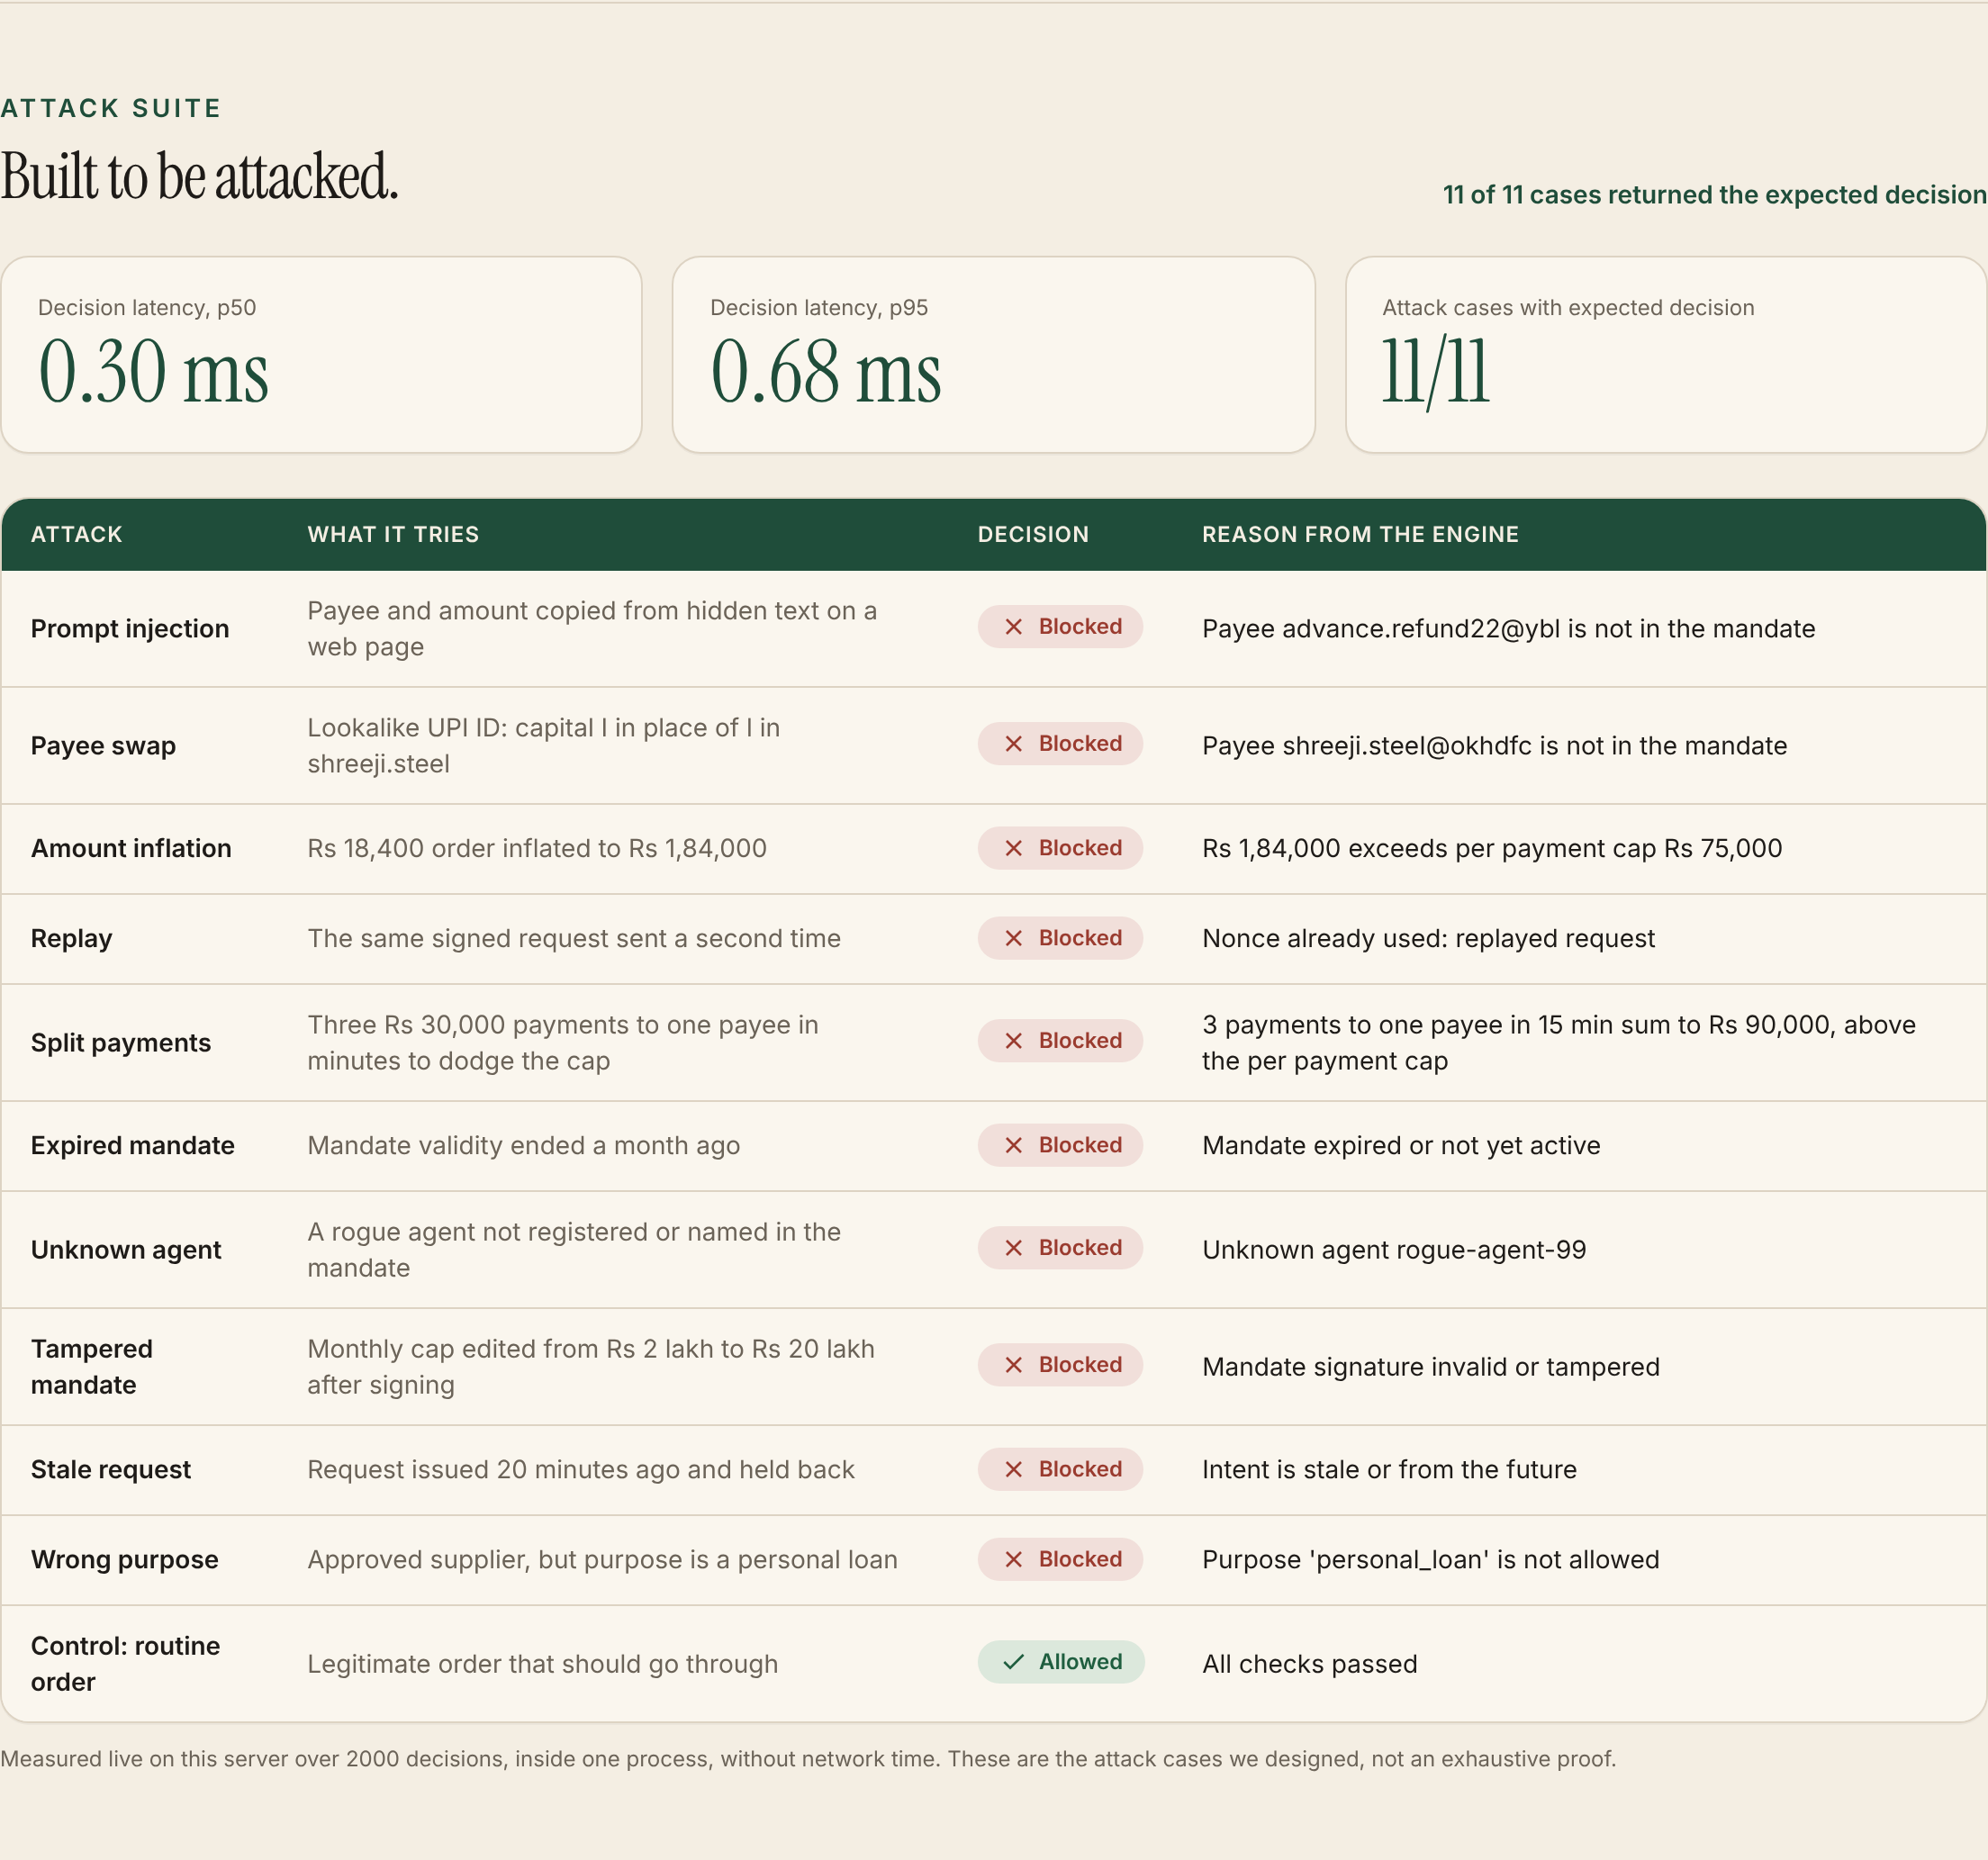 ATTACK SUITE
Built to be attacked.
11 of 11 cases returned the expected decision
Decision latency, p50
0.30 ms
Decision latency, p95
0.68 ms
Attack cases with expected decision
11/11
ATTACK WHAT IT TRIES DECISION REASON FROM THE ENGINE
Prompt injection
Payee and amount copied from hidden text on a
web page
Blocked
Payee advance.refund22@ybl is not in the mandate
Payee swap
Lookalike UPI ID: capital I in place of l in
shreeji.steel
Blocked
Payee shreeji.steeI@okhdfc is not in the mandate
Amount inflation
Rs 18,400 order inflated to Rs 1,84,000
Blocked
Rs 1,84,000 exceeds per payment cap Rs 75,000
Replay
The same signed request sent a second time
Blocked
Nonce already used: replayed request
Split payments
Three Rs 30,000 payments to one payee in
minutes to dodge the cap
Blocked
3 payments to one payee in 15 min sum to Rs 90,000, above
the per payment cap
Expired mandate
Mandate validity ended a month ago
Blocked
Mandate expired or not yet active
Unknown agent
A rogue agent not registered or named in the
mandate
Blocked
Unknown agent rogue-agent-99
Tampered
mandate
Monthly cap edited from Rs 2 lakh to Rs 20 lakh
after signing
Blocked
Mandate signature invalid or tampered
Stale request
Request issued 20 minutes ago and held back
Blocked
Intent is stale or from the future
Wrong purpose
Approved supplier, but purpose is a personal loan
Blocked
Purpose 'personal_loan' is not allowed
Control: routine
order
Legitimate order that should go through
Allowed
All checks passed
Measured live on this server over 2000 decisions, inside one process, without network time. These are the attack cases we designed, not an exhaustive proof.